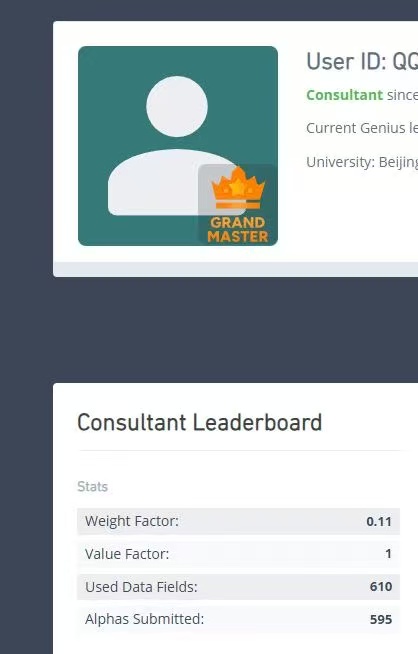 User ID: QQ
Consultant since
Current Genius le
University: Beijing
GRAND
MASTER
Consultant Leaderboard
Stats
Weight Factor: 0.11
Value Factor: 1
Used Data Fields: 610
Alphas Submitted: 595